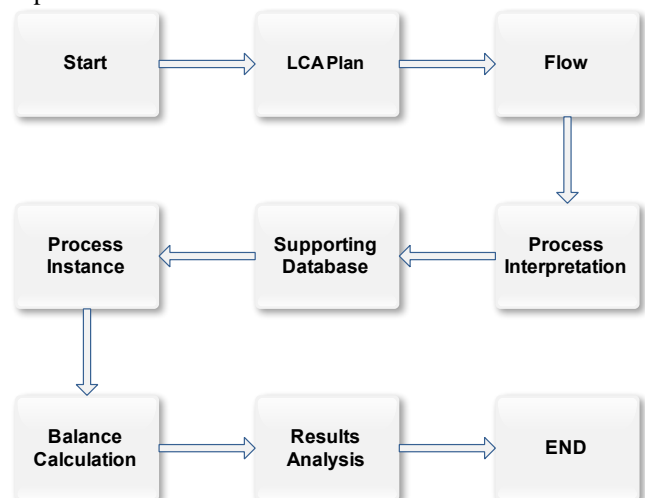 Start
LCA Plan
Flow
Process
Instance
Supporting
Database
Process
Interpretation
Balance
Calculation
Results
Analysis
END